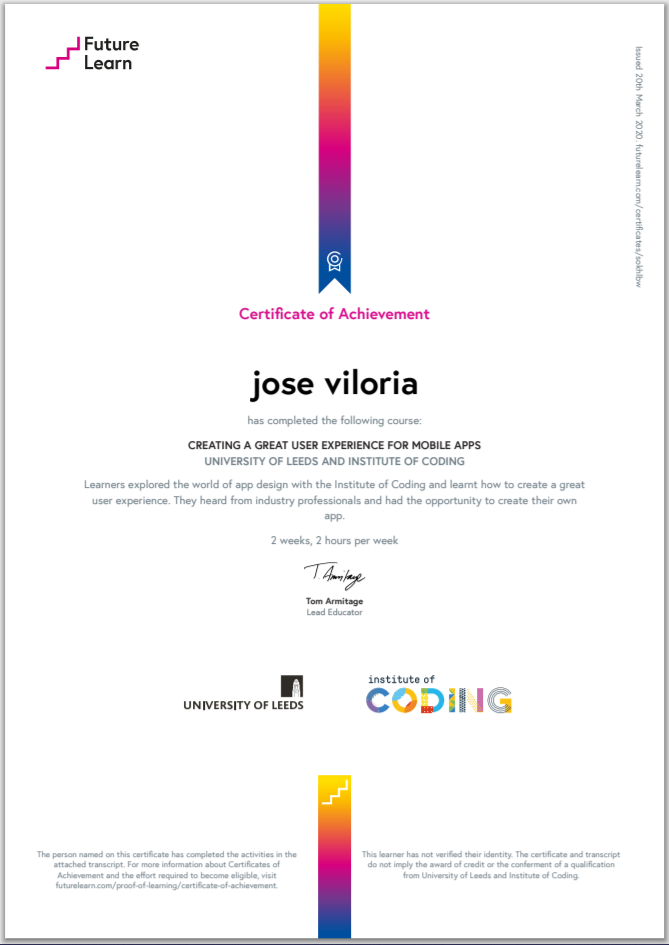 Future
Learn
Issued 20th March 2020. futurelearn.com/certificates/sokhlbw
Certificate of Achievement
jose viloria
has completed the following course:
CREATING A GREAT USER EXPERIENCE FOR MOBILE APPS
UNIVERSITY OF LEEDS AND INSTITUTE OF CODING
Learners explored the world of app design with the Institute of Coding and learnt how to create a great
user experience. They heard from industry professionals and had the opportunity to create their own
app.
2 weeks, 2 hours per week
T. Armitage
Tom Armitage
Lead Educator
UNIVERSITY OF LEEDS
institute of
CODING
The person named on this certificate has completed the activities in the
attached transcript. For more information about Certificates of
Achievement and the effort required to become eligible, visit
futurelearn.com/proof-of-learning/certificate-of-achievement.
This learner has not verified their identity. The certificate and transcript
do not imply the award of credit or the conferment of a qualification
from University of Leeds and Institute of Coding.